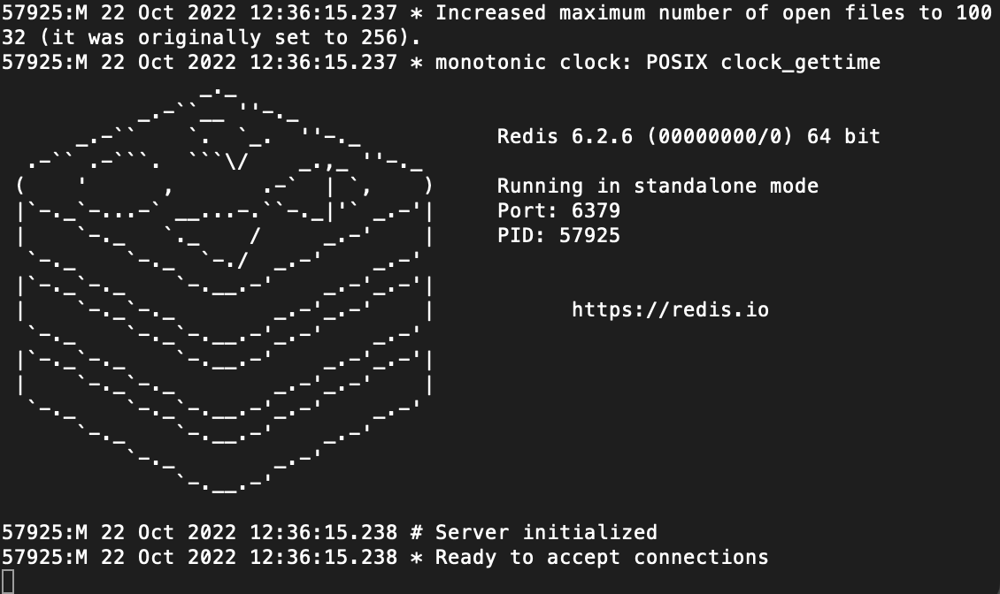 57925:M 22 Oct 2022 12:36:15.237 * Increased maximum number of open files to 100
32 (it was originally set to 256).
57925:M 22 Oct 2022 12:36:15.237 * monotonic clock: POSIX clock_gettime
Redis 6.2.6 (00000000/0) 64 bit
Running in standalone mode
Port: 6379
PID: 57925
https://redis.io
57925:M 22 Oct 2022 12:36:15.238 # Server initialized
57925:M 22 Oct 2022 12:36:15.238 * Ready to accept connections